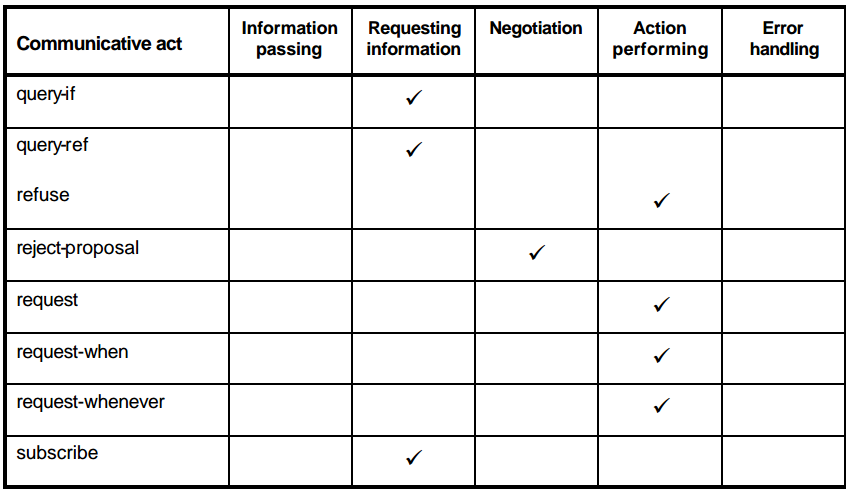 Communicative act Information passing Requesting information Negotiation Action performing Error handling
query-if ✓
query-ref ✓
refuse ✓
reject-proposal ✓
request ✓
request-when ✓
request-whenever ✓
subscribe ✓